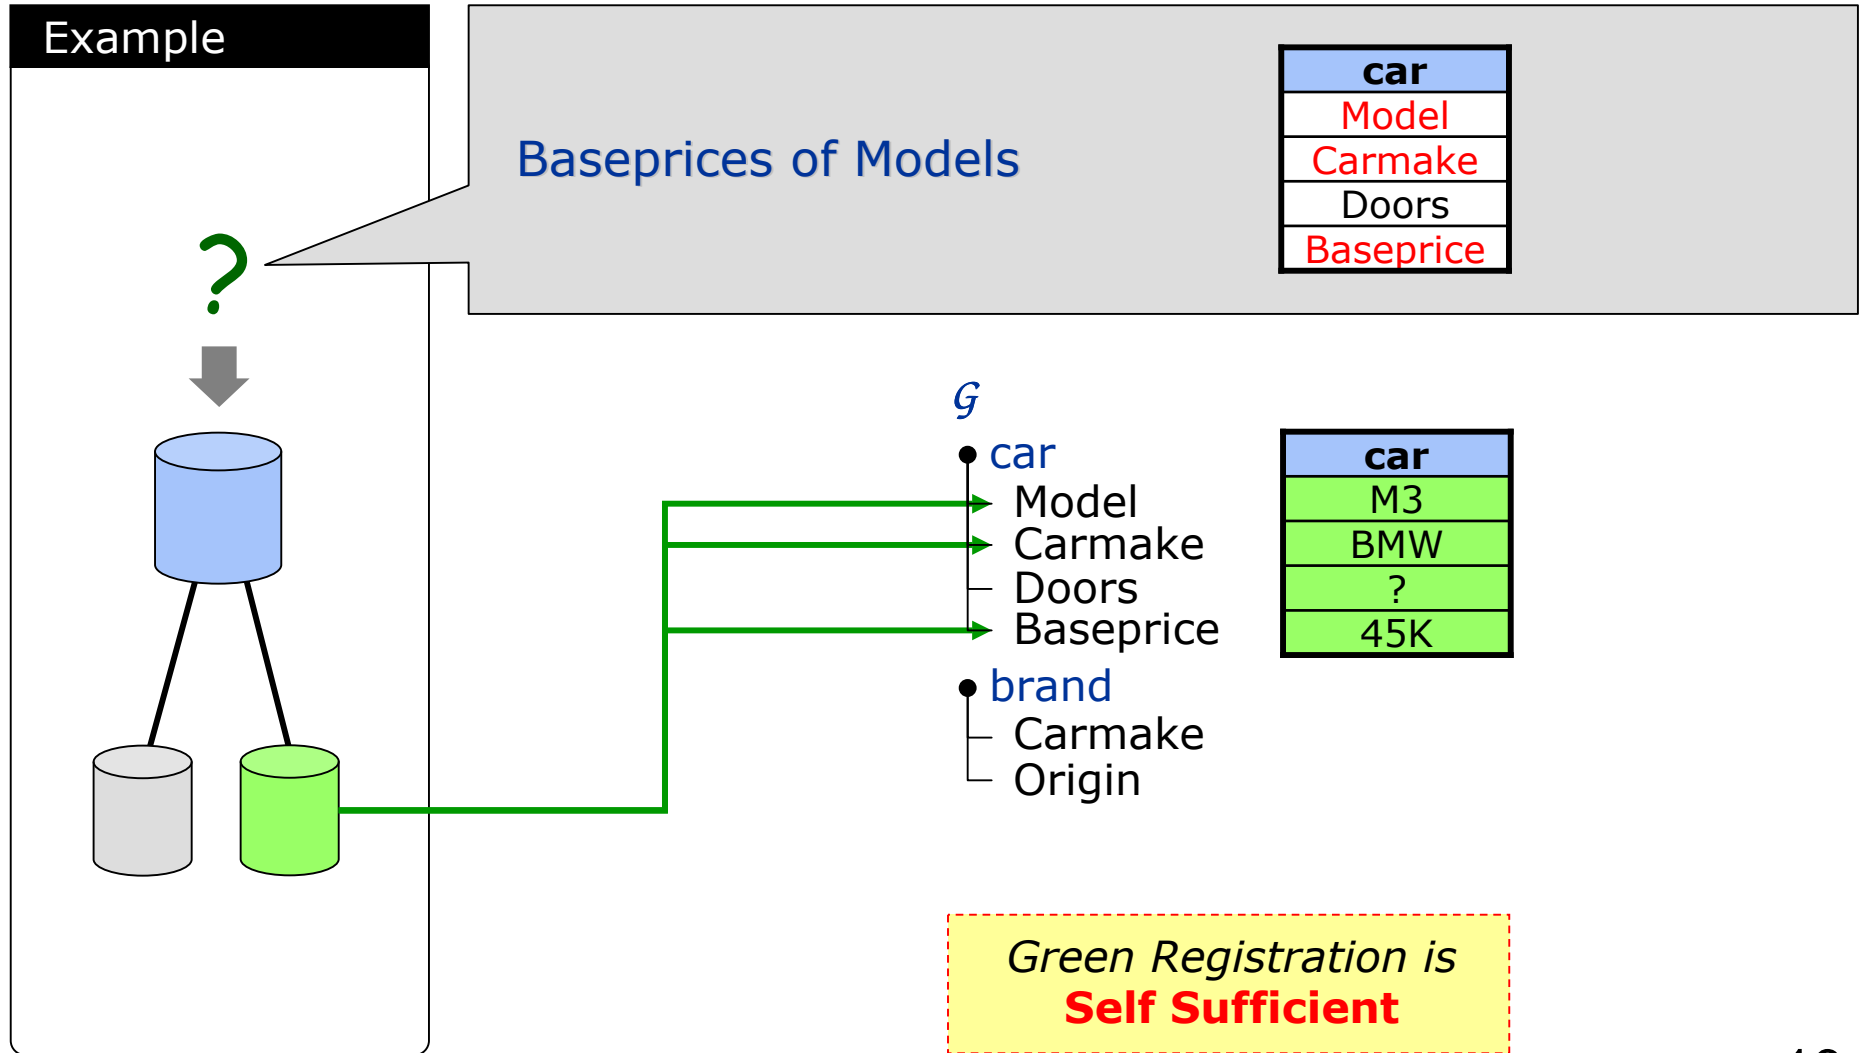 Example
Baseprices of Models
car
Model
Carmake
Doors
Baseprice
?
G
car
Model
Carmake
Doors
Baseprice
brand
Carmake
Origin
car
M3
BMW
?
45K
Green Registration is
Self Sufficient